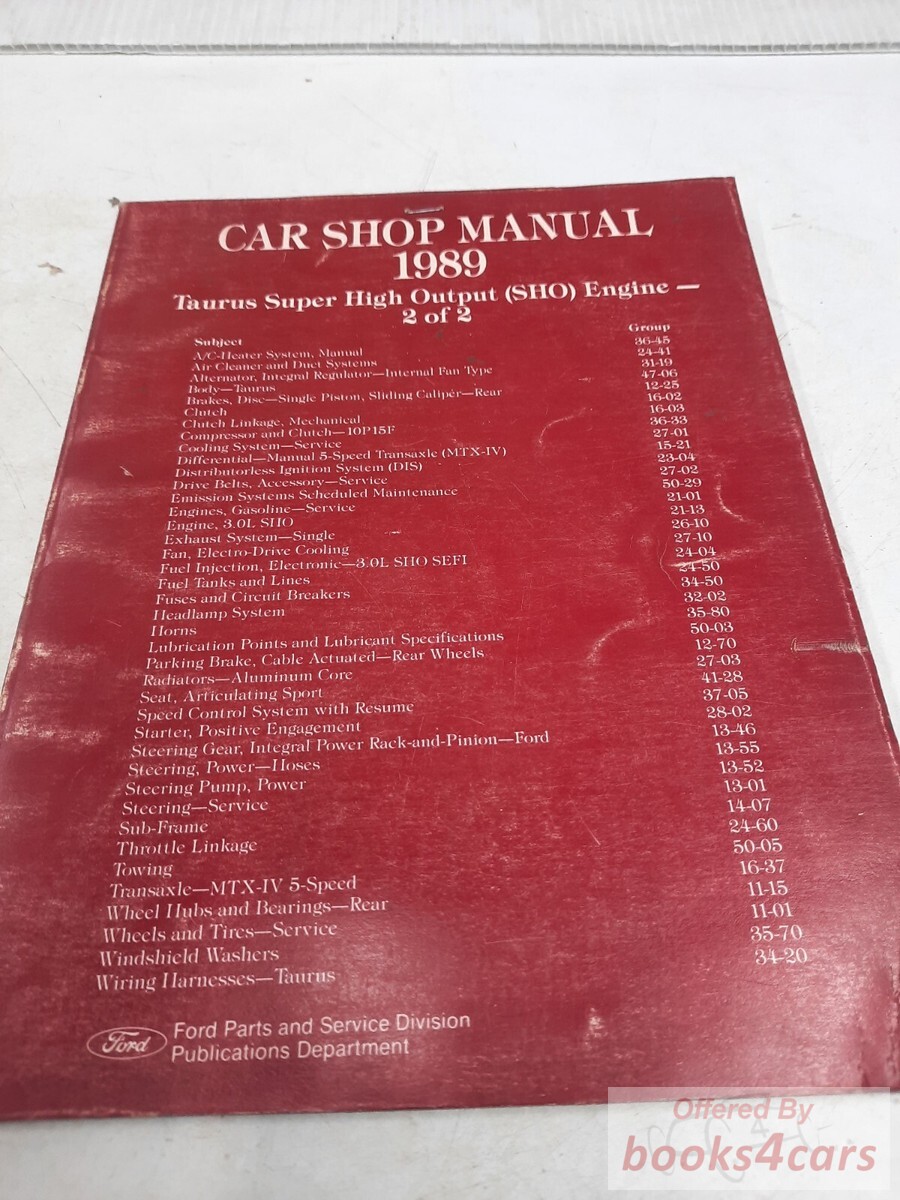 CAR SHOP MANUAL
1989
Taurus Super High Output (SHO) Engine —
2 of 2
Subject Group
A/C-Heater System, Manual 36-45
Air Cleaner and Duct Systems 24-41
Alternator, Integral Regulator—Internal Fan Type 31-19
Body—Taurus 47-06
Brakes, Disc—Single Piston, Sliding Caliper—Rear 12-25
Clutch 16-02
Clutch Linkage, Mechanical 16-03
Compressor and Clutch—10P15F 36-33
Cooling System—Service 27-01
Differential—Manual 5-Speed Transaxle (MTX-IV) 15-21
Distributorless Ignition System (DIS) 23-04
Drive Belts, Accessory—Service 27-02
Emission Systems Scheduled Maintenance 50-29
Engines, Gasoline—Service 21-01
Engine, 3.0L SHO 21-13
Exhaust System—Single 26-10
Fan, Electro-Drive Cooling 27-10
Fuel Injection, Electronic—3.0L SHO SEFI 24-04
Fuel Tanks and Lines 24-50
Fuses and Circuit Breakers 34-50
Headlamp System 32-02
Horns 35-80
Lubrication Points and Lubricant Specifications 50-03
Parking Brake, Cable Actuated—Rear Wheels 12-70
Radiators—Aluminum Core 27-03
Seat, Articulating Sport 41-28
Speed Control System with Resume 37-05
Starter, Positive Engagement 28-02
Steering Gear, Integral Power Rack-and-Pinion—Ford 13-46
Steering, Power—Hoses 13-55
Steering Pump, Power 13-52
Steering—Service 13-01
Sub-Frame 14-07
Throttle Linkage 24-60
Towing 50-05
Transaxle—MTX-IV 5-Speed 16-37
Wheel Hubs and Bearings—Rear 11-15
Wheels and Tires—Service 11-01
Windshield Washers 35-70
Wiring Harnesses—Taurus 34-20
Ford Ford Parts and Service Division
Publications Department
Offered By
books4cars